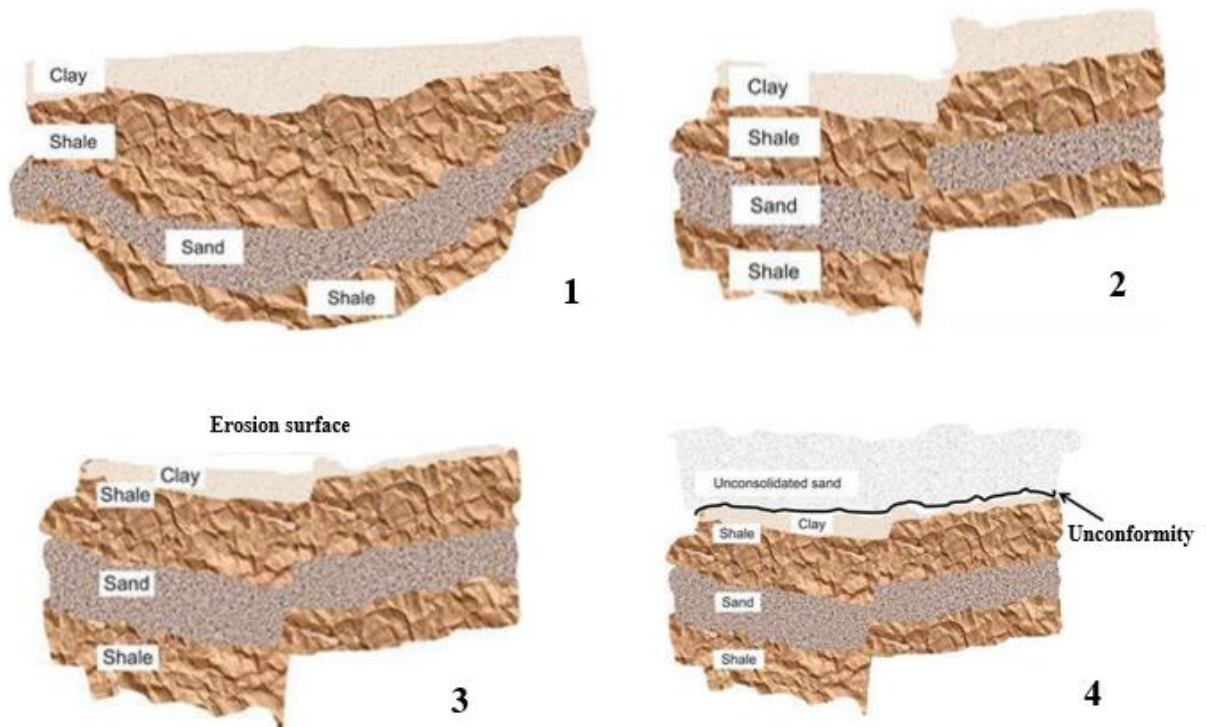 Clay
Shale
Sand
Shale
1
Clay
Shale
Sand
Shale
2
Erosion surface
Clay
Shale
Sand
Shale
3
Unconsolidated sand
Clay
Shale
Unconformity
Sand
Shale
4